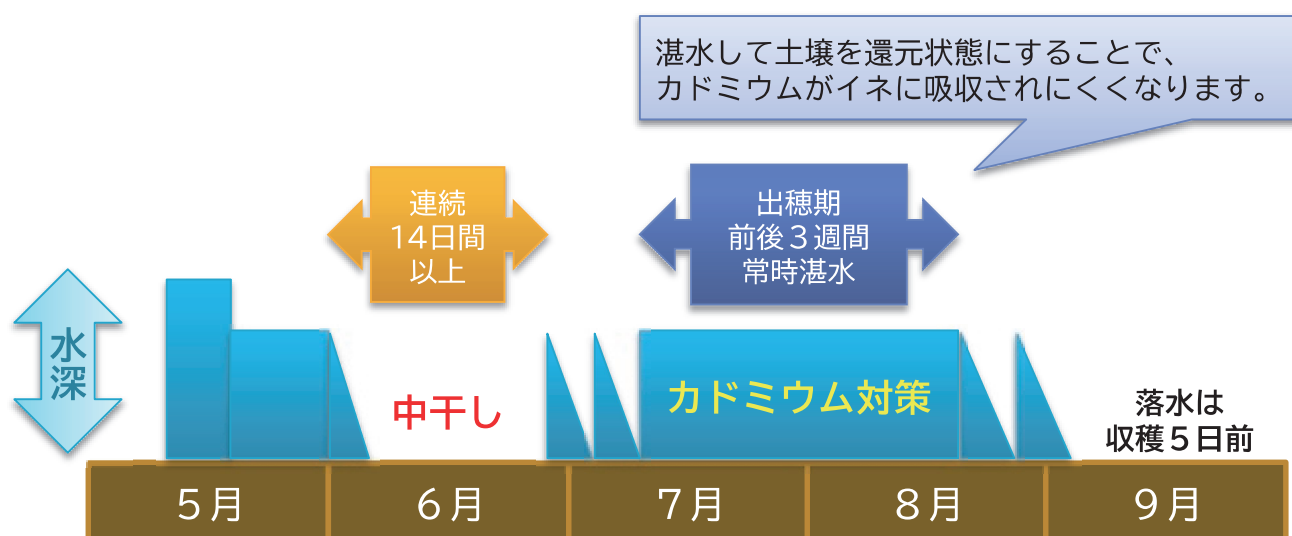 湛水して土壌を還元状態にすることで、
カドミウムがイネに吸収されにくくなります。
連続
14日間
以上
出穂期
前後３週間
常時湛水
水
深
中干し
カドミウム対策
落水は
収穫５日前
５月
６月
７月
８月
９月